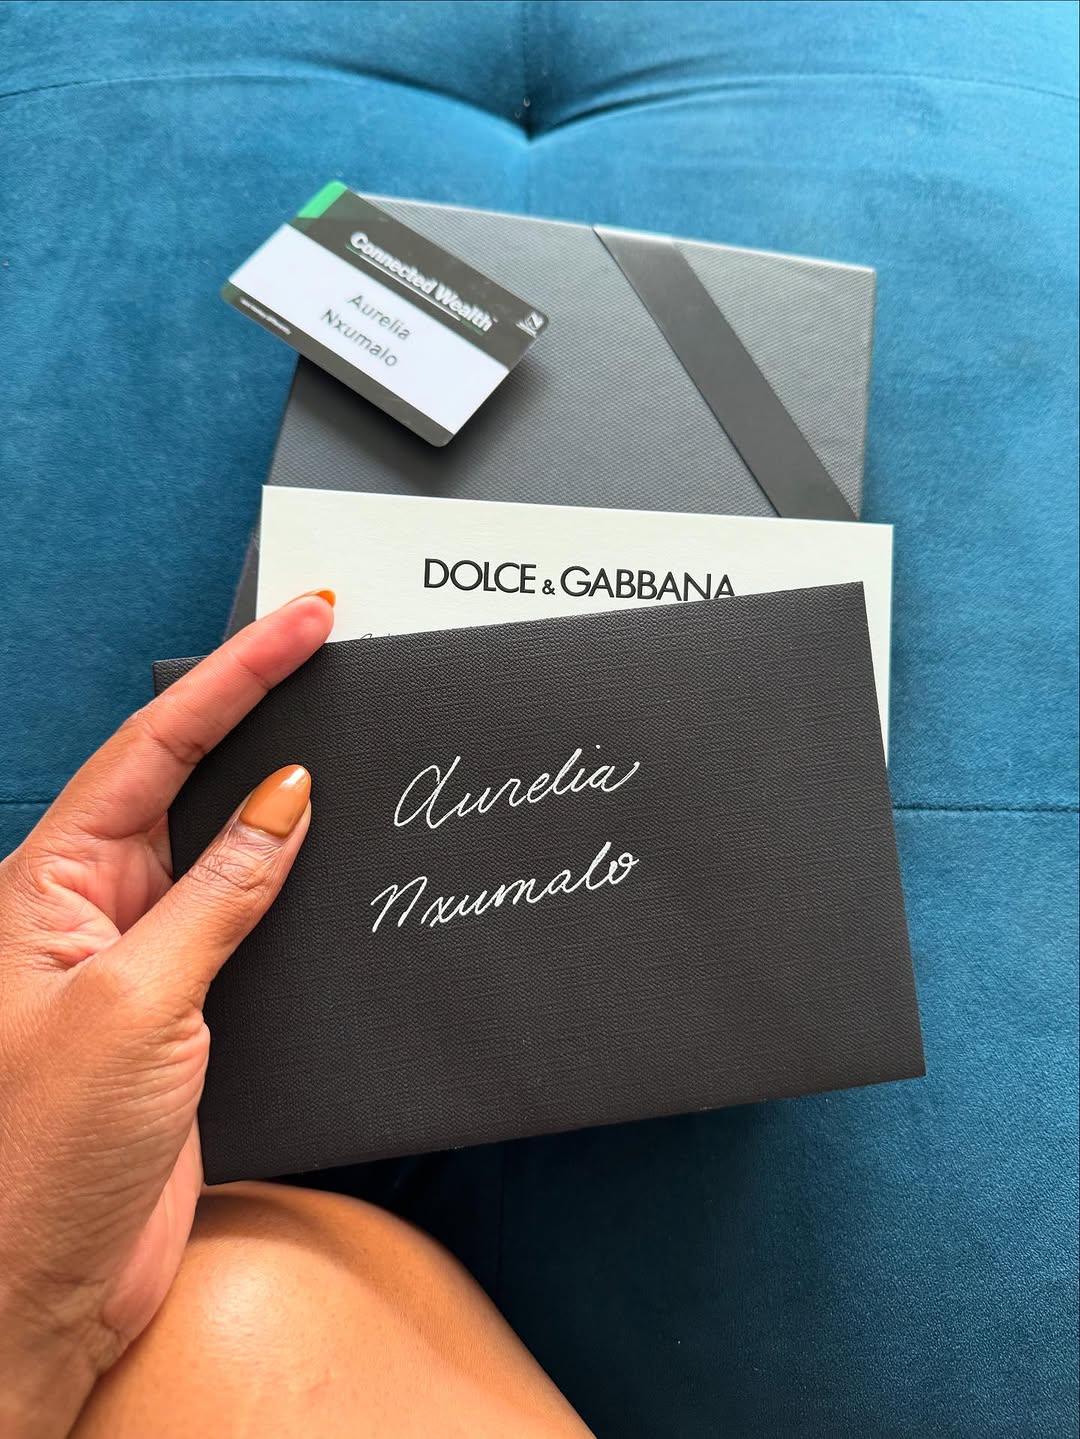 Connected Wealth
Aurelia
Nxumalo
DOLCE & GABBANA
Aurelia
Nxumalo